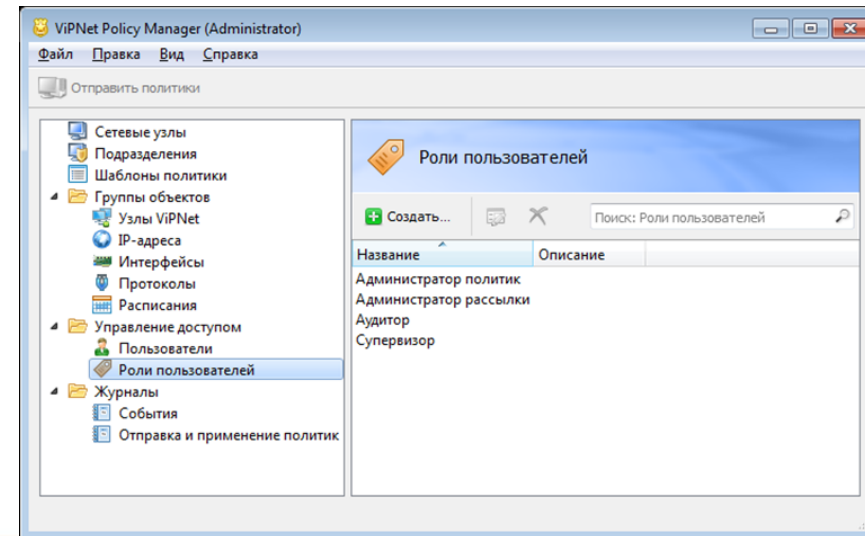 ViPNet Policy Manager (Administrator)
Файл Правка Вид Справка
Отправить политики
Сетевые узлы
Подразделения
Шаблоны политики
Группы объектов
Узлы ViPNet
IP-адреса
Интерфейсы
Протоколы
Расписания
Управление доступом
Пользователи
Роли пользователей
Журналы
События
Отправка и применение политик
Роли пользователей
Создать...
Поиск: Роли пользователей
Название Описание
Администратор политик
Администратор рассылки
Аудитор
Супервизор